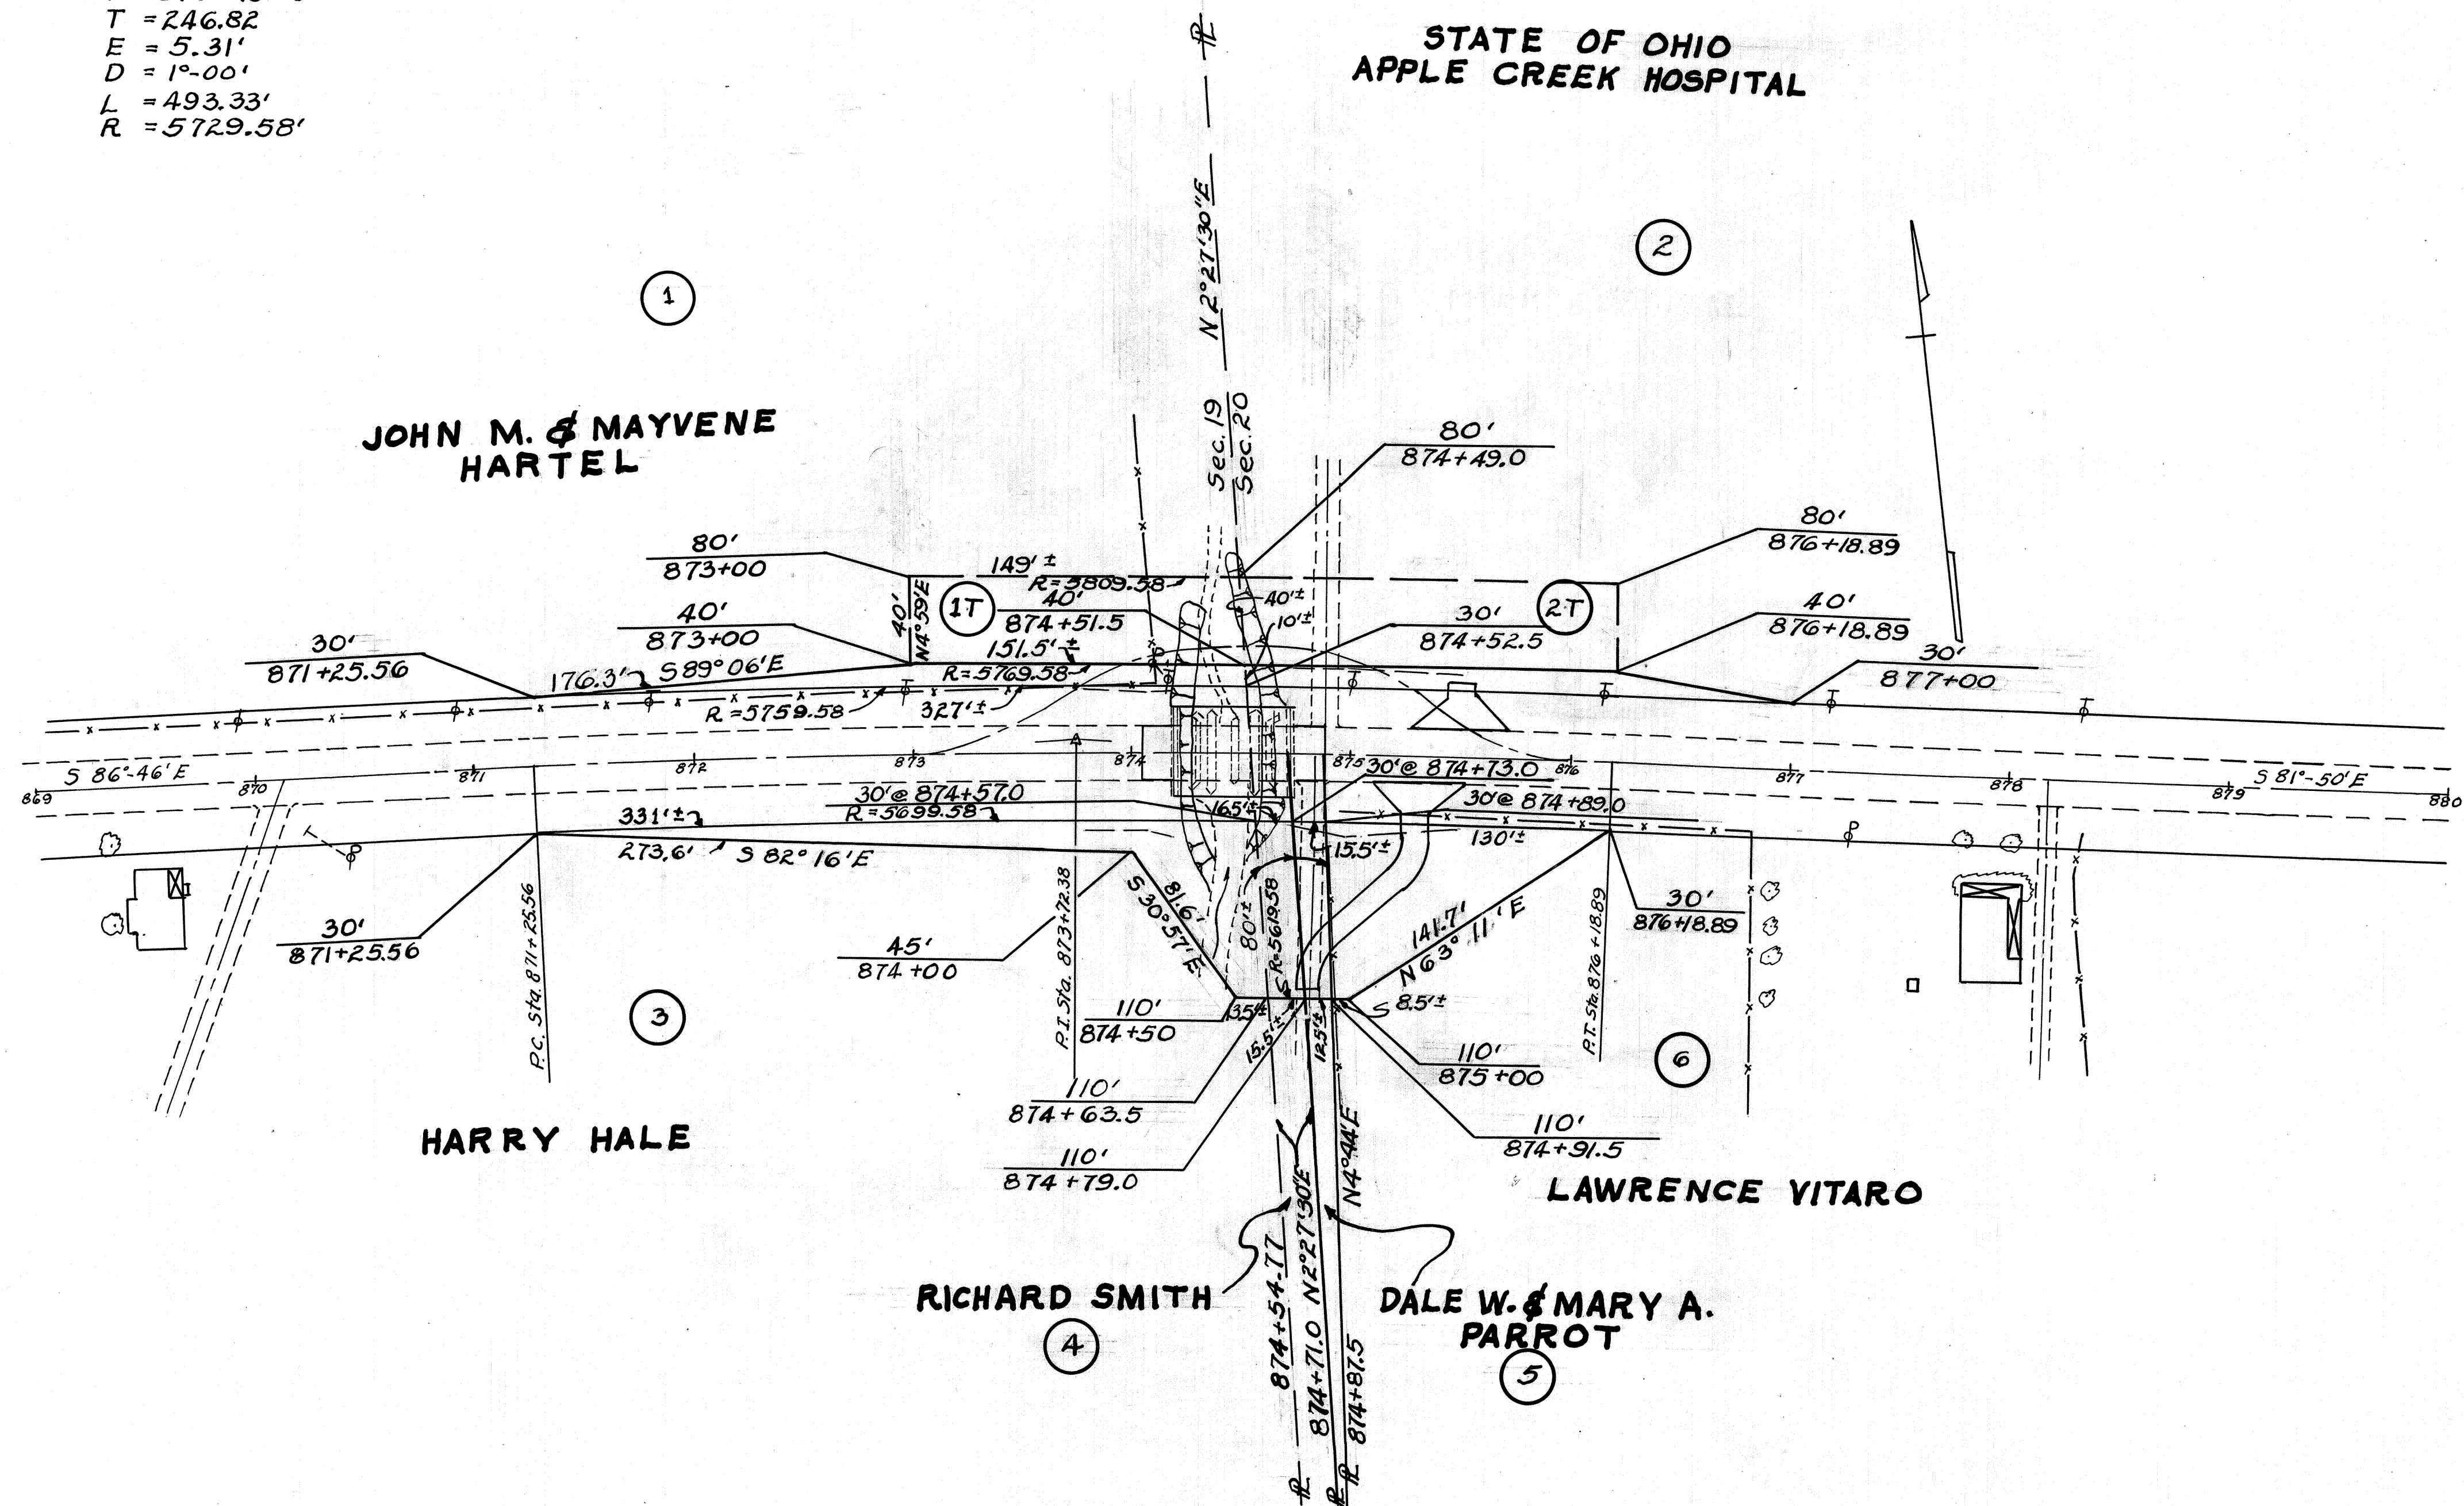 T = 246.82
E = 5.31'
D = 1°-00'
L = 493.33'
R = 5729.58'
STATE OF OHIO
APPLE CREEK HOSPITAL
N 2°27'30"E
1
2
JOHN M. & MAYVENE
HARTEL
Sec. 19
Sec. 20
80'
874+49.0
80'
873+00
80'
876+18.89
149'±
R=5809.58
40'
N4°59'E
1T
40'
874+51.5
40'±
10'±
30'
874+52.5
2T
40'
873+00
40'
876+18.89
30'
871+25.56
176.3'
S 89° 06' E
151.5'±
R=5769.58
30'
877+00
R=5759.58
327'±
S 86°-46' E
869
870
871
872
873
874
875
876
877
878
879
880
S 81°-50' E
30' @ 874+73.0
30' @ 874+57.0
R=5699.58
16.5'±
30' @ 874+89.0
331'±
273.6'
S 82° 16' E
15.5'±
130'±
30'
871+25.56
P.C. Sta. 871+25.56
45'
874+00
P.I. Sta. 873+72.38
81.6'
S 30° 57' E
80'±
R=5619.58
141.7'
N 63° 11' E
30'
876+18.89
P.T. Sta. 876+18.89
3
110'
874+50
13.5'±
15.5'±
12.5'±
8.5'±
110'
875+00
6
110'
874+63.5
110'
874+91.5
110'
874+79.0
HARRY HALE
LAWRENCE VITARO
N4°44'E
RICHARD SMITH
4
874+54.77
874+71.0 N2°27'30"E
874+87.5
DALE W. & MARY A.
PARROT
5